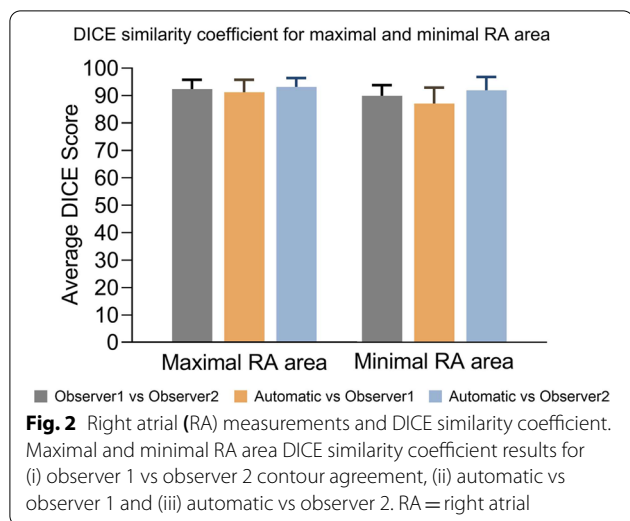 DICE similarity coefficient for maximal and minimal RA area
Average DICE Score
100
90
80
70
60
50
40
30
20
10
0
Maximal RA area
Minimal RA area
Observer1 vs Observer2 Automatic vs Observer1 Automatic vs Observer2
Fig. 2 Right atrial (RA) measurements and DICE similarity coefficient.
Maximal and minimal RA area DICE similarity coefficient results for
(i) observer 1 vs observer 2 contour agreement, (ii) automatic vs
observer 1 and (iii) automatic vs observer 2. RA = right atrial